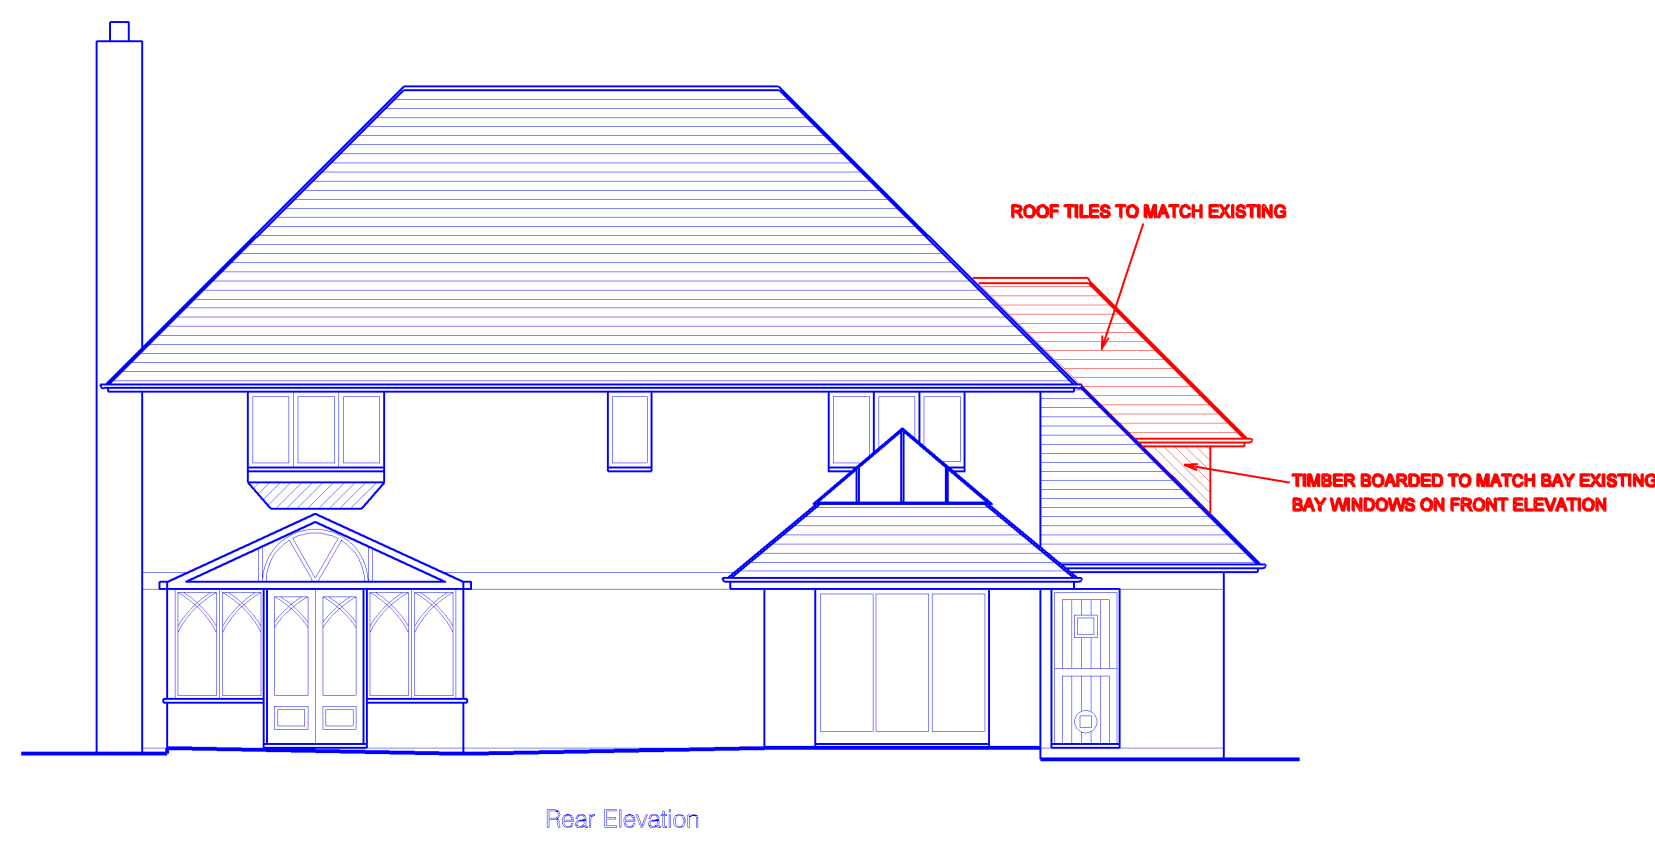 ROOF TILES TO MATCH EXISTING
TIMBER BOARDED TO MATCH BAY EXISTING
BAY WINDOWS ON FRONT ELEVATION
Rear Elevation